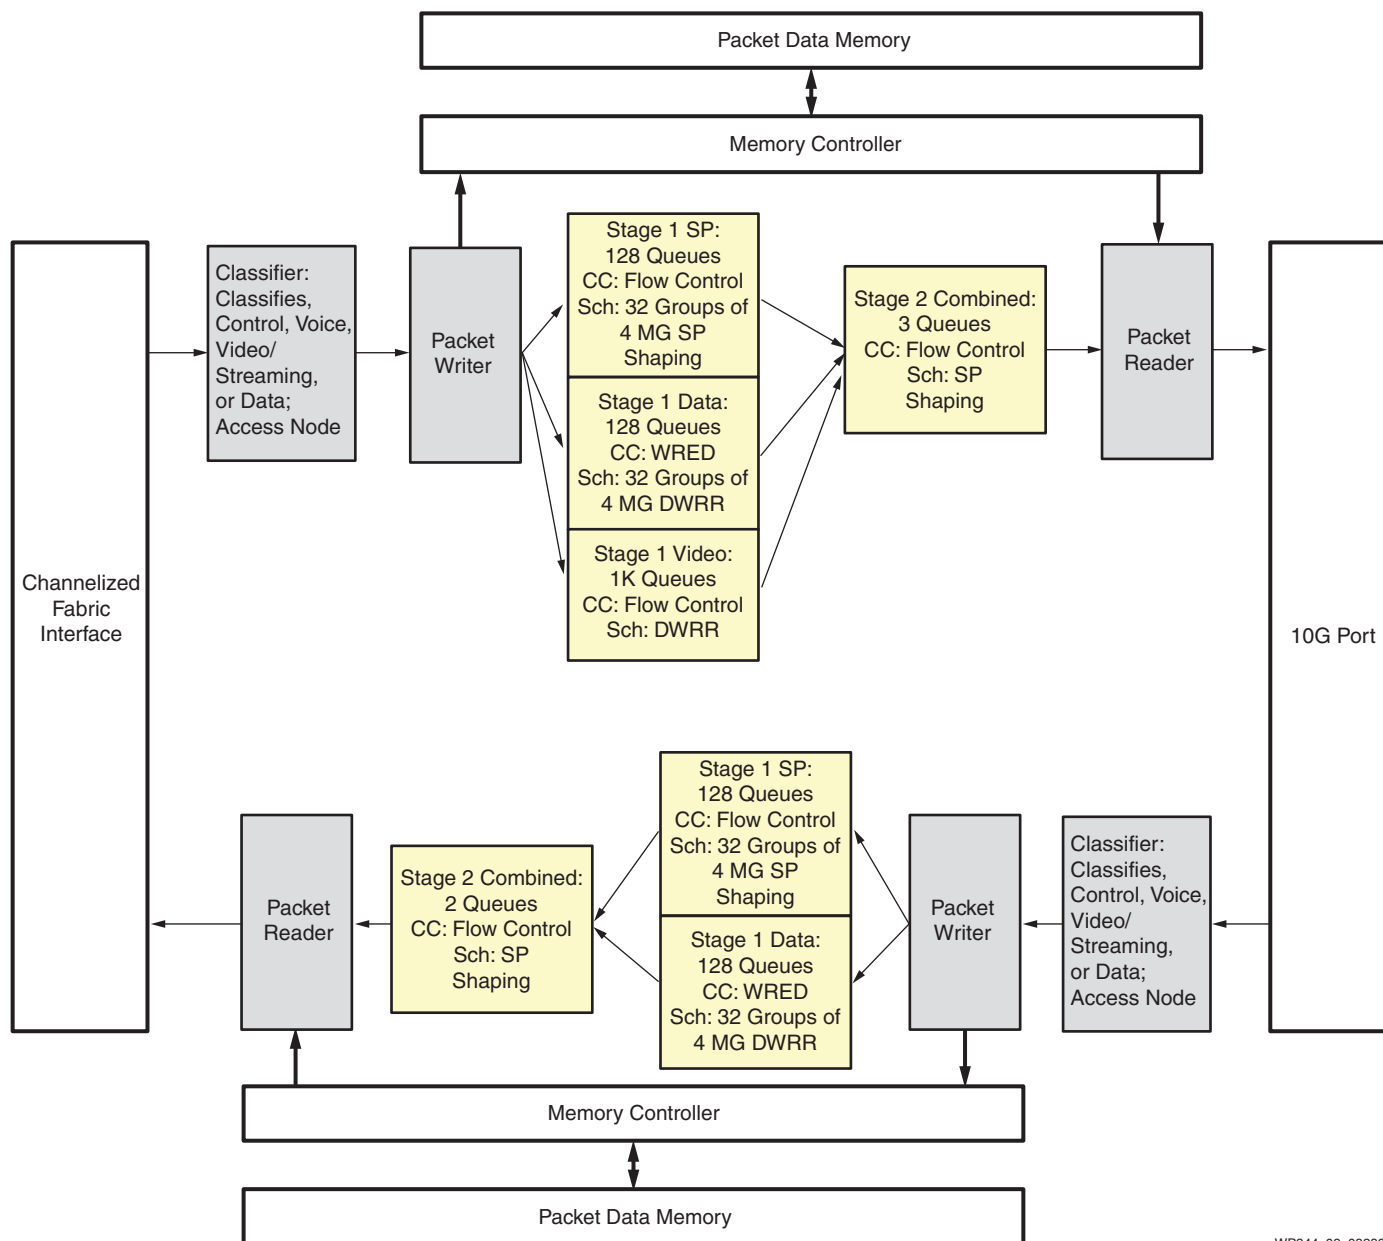 Packet Data Memory
Memory Controller
Channelized
Fabric
Interface
Classifier:
Classifies,
Control, Voice,
Video/
Streaming,
or Data;
Access Node
Packet
Writer
Stage 1 SP:
128 Queues
CC: Flow Control
Sch: 32 Groups of
4 MG SP
Shaping
Stage 1 Data:
128 Queues
CC: WRED
Sch: 32 Groups of
4 MG DWRR
Stage 1 Video:
1K Queues
CC: Flow Control
Sch: DWRR
Stage 2 Combined:
3 Queues
CC: Flow Control
Sch: SP
Shaping
Packet
Reader
10G Port
Packet
Reader
Stage 2 Combined:
2 Queues
CC: Flow Control
Sch: SP
Shaping
Stage 1 SP:
128 Queues
CC: Flow Control
Sch: 32 Groups of
4 MG SP
Shaping
Stage 1 Data:
128 Queues
CC: WRED
Sch: 32 Groups of
4 MG DWRR
Packet
Writer
Classifier:
Classifies,
Control, Voice,
Video/
Streaming,
or Data;
Access Node
Memory Controller
Packet Data Memory